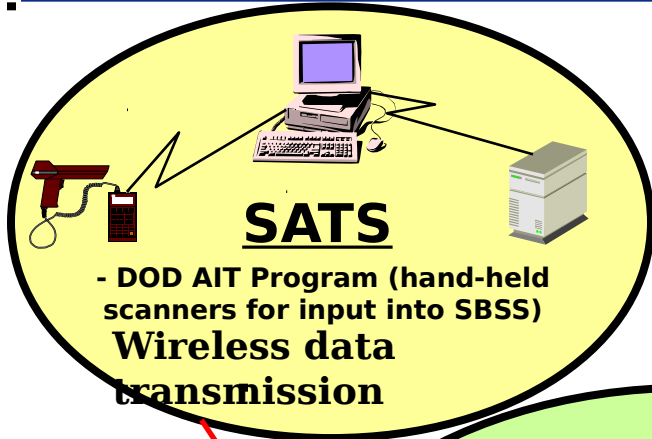 SATS
- DOD AIT Program (hand-held
scanners for input into SBSS)
Wireless data
transmission